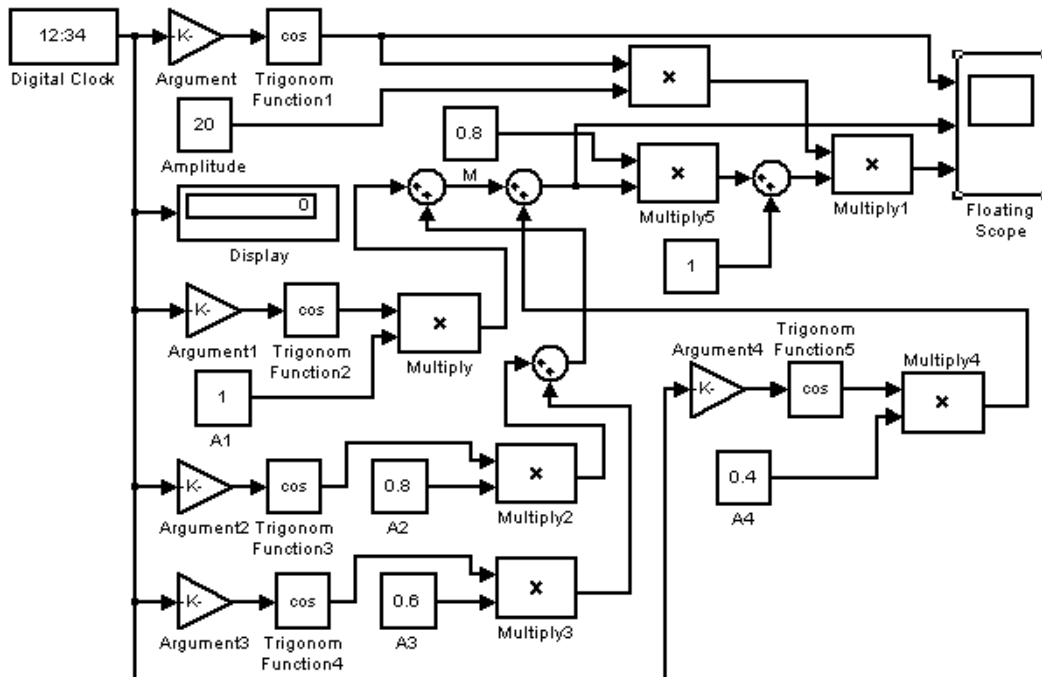 12:34
Digital Clock
-K-
Argument
cos
Trigonom
Function1
20
Amplitude
×
0.8
M
×
Multiply5
×
Multiply1
Floating
Scope
0
Display
1
-K-
Argument1
cos
Trigonom
Function2
×
Multiply
1
A1
-K-
Argument4
Trigonom
Function5
cos
Multiply4
×
0.4
A4
-K-
Argument2
cos
Trigonom
Function3
0.8
A2
×
Multiply2
-K-
Argument3
cos
Trigonom
Function4
0.6
A3
×
Multiply3